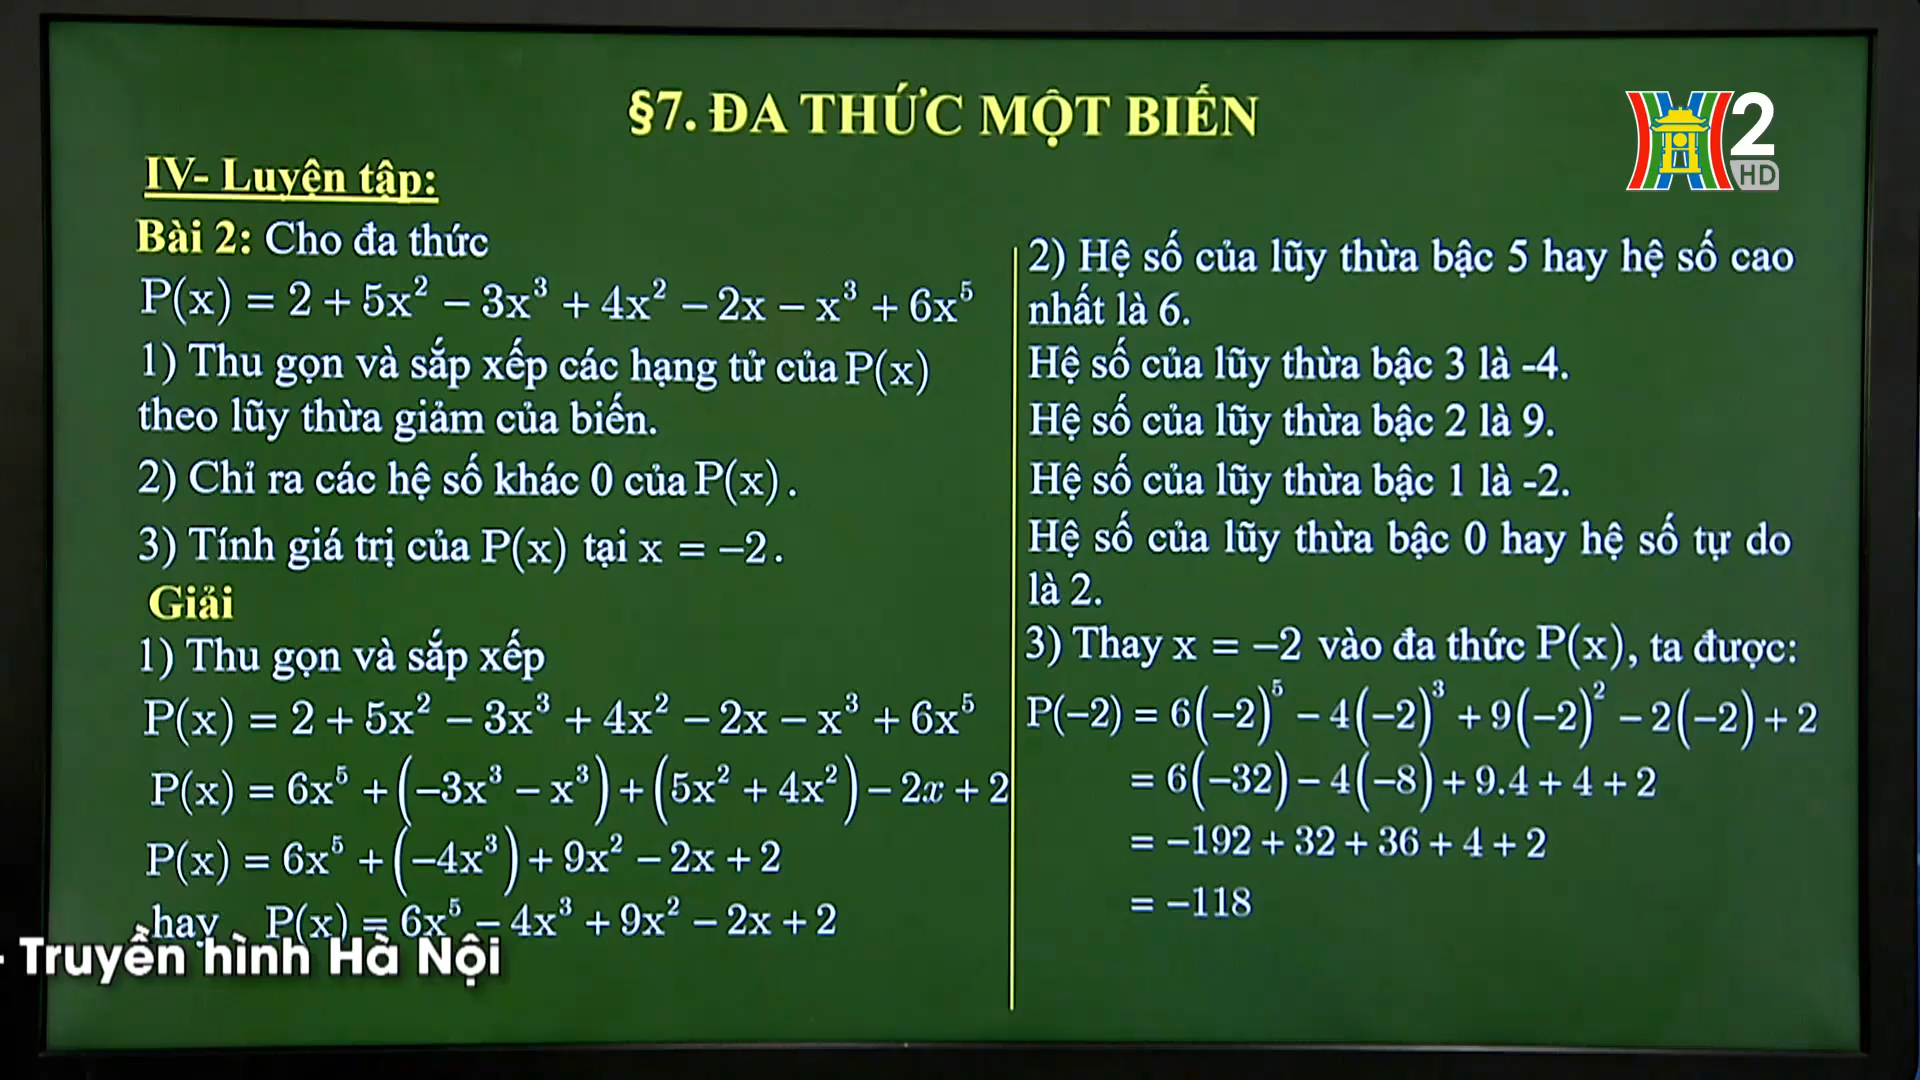 §7. ĐA THỨC MỘT BIẾN
2
HD
IV- Luyện tập:
Bài 2: Cho đa thức
P(x) = 2 + 5x² − 3x³ + 4x² − 2x − x³ + 6x⁵
1) Thu gọn và sắp xếp các hạng tử của P(x)
theo lũy thừa giảm của biến.
2) Chỉ ra các hệ số khác 0 của P(x) .
3) Tính giá trị của P(x) tại x = −2 .
Giải
1) Thu gọn và sắp xếp
P(x) = 2 + 5x² − 3x³ + 4x² − 2x − x³ + 6x⁵
P(x) = 6x⁵ + (−3x³ − x³) + (5x² + 4x²) − 2x + 2
P(x) = 6x⁵ + (−4x³) + 9x² − 2x + 2
hay P(x) = 6x⁵ − 4x³ + 9x² − 2x + 2
2) Hệ số của lũy thừa bậc 5 hay hệ số cao
nhất là 6.
Hệ số của lũy thừa bậc 3 là -4.
Hệ số của lũy thừa bậc 2 là 9.
Hệ số của lũy thừa bậc 1 là -2.
Hệ số của lũy thừa bậc 0 hay hệ số tự do
là 2.
3) Thay x = −2 vào đa thức P(x), ta được:
P(−2) = 6(−2)⁵ − 4(−2)³ + 9(−2)² − 2(−2) + 2
= 6(−32) − 4(−8) + 9.4 + 4 + 2
= −192 + 32 + 36 + 4 + 2
= −118
- Truyền hình Hà Nội